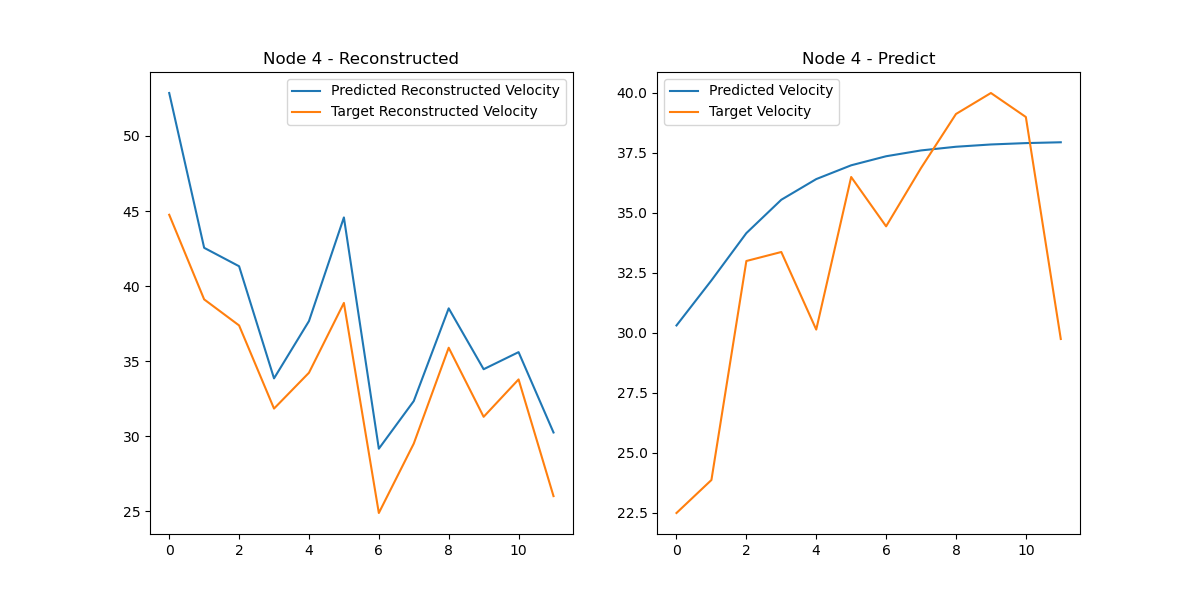 Node 4 - Reconstructed
Predicted Reconstructed Velocity
Target Reconstructed Velocity
50
45
40
35
30
25
0 2 4 6 8 10
Node 4 - Predict
Predicted Velocity
Target Velocity
40.0
37.5
35.0
32.5
30.0
27.5
25.0
22.5
0 2 4 6 8 10